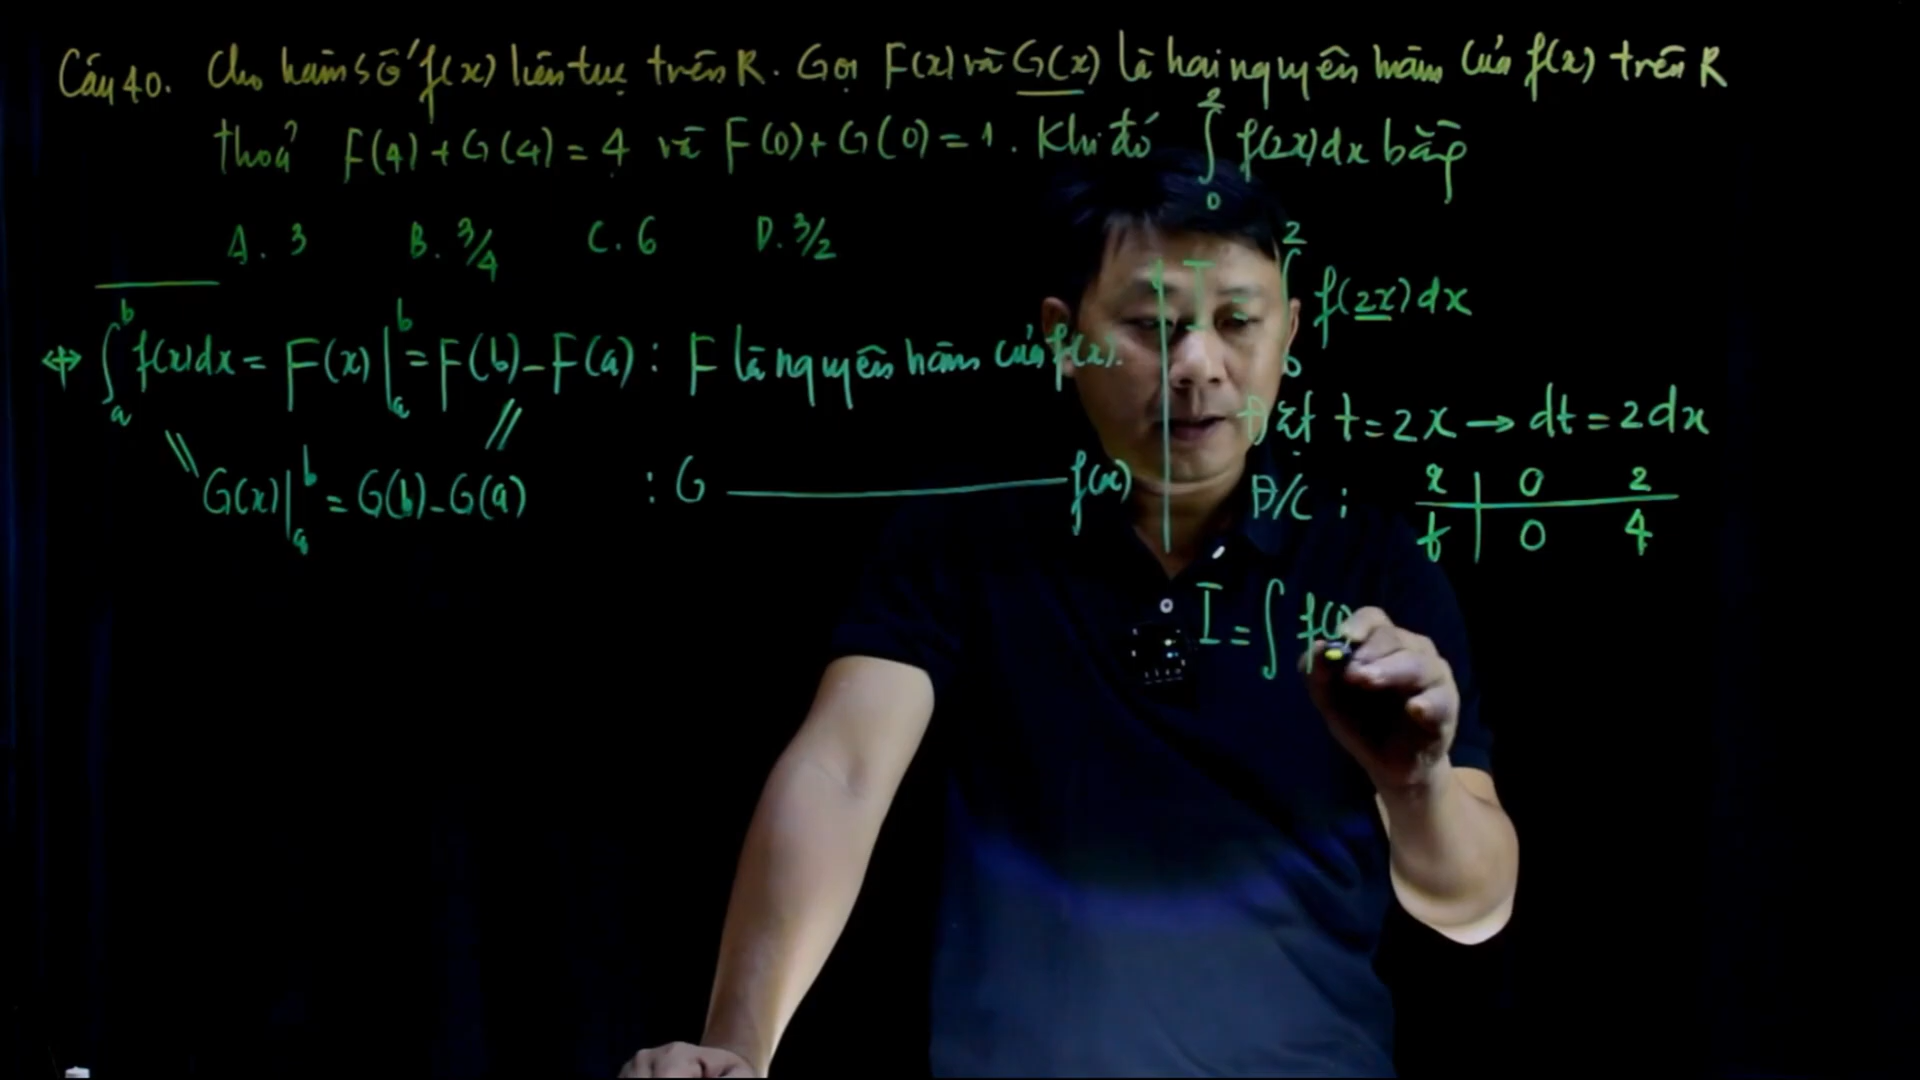 Câu 40. Cho hàm số f(x) liên tục trên R. Gọi F(x) và G(x) là hai nguyên hàm của f(x) trên R
thoả F(4) + G(4) = 4 và F(0) + G(0) = 1. Khi đó ∫₀² f(2x)dx bằng
A. 3 B. 3/4 C. 6 D. 3/2
∫ₐᵇ f(x)dx = F(x)|ₐᵇ = F(b) - F(a) : F là nguyên hàm của f(x).
G(x)|ₐᵇ = G(b) - G(a) : G ——— f(x)
I = ∫₀² f(2x)dx
Đặt t = 2x → dt = 2dx
Đ/C :
x | 0 2
t | 0 4
I = ∫ f(